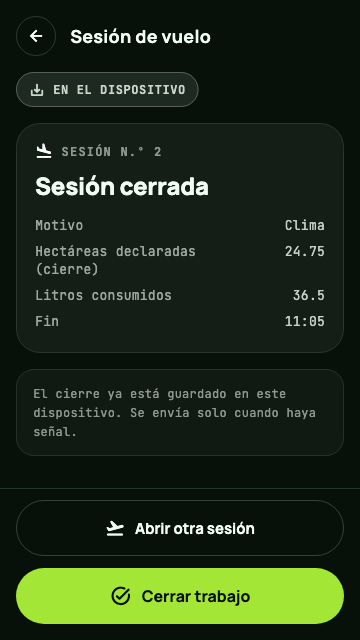 Sesión de vuelo
EN EL DISPOSITIVO
SESIÓN N.° 2
Sesión cerrada
Motivo Clima
Hectáreas declaradas 24.75
(cierre)
Litros consumidos 36.5
Fin 11:05
El cierre ya está guardado en este
dispositivo. Se envía solo cuando haya
señal.
Abrir otra sesión
Cerrar trabajo